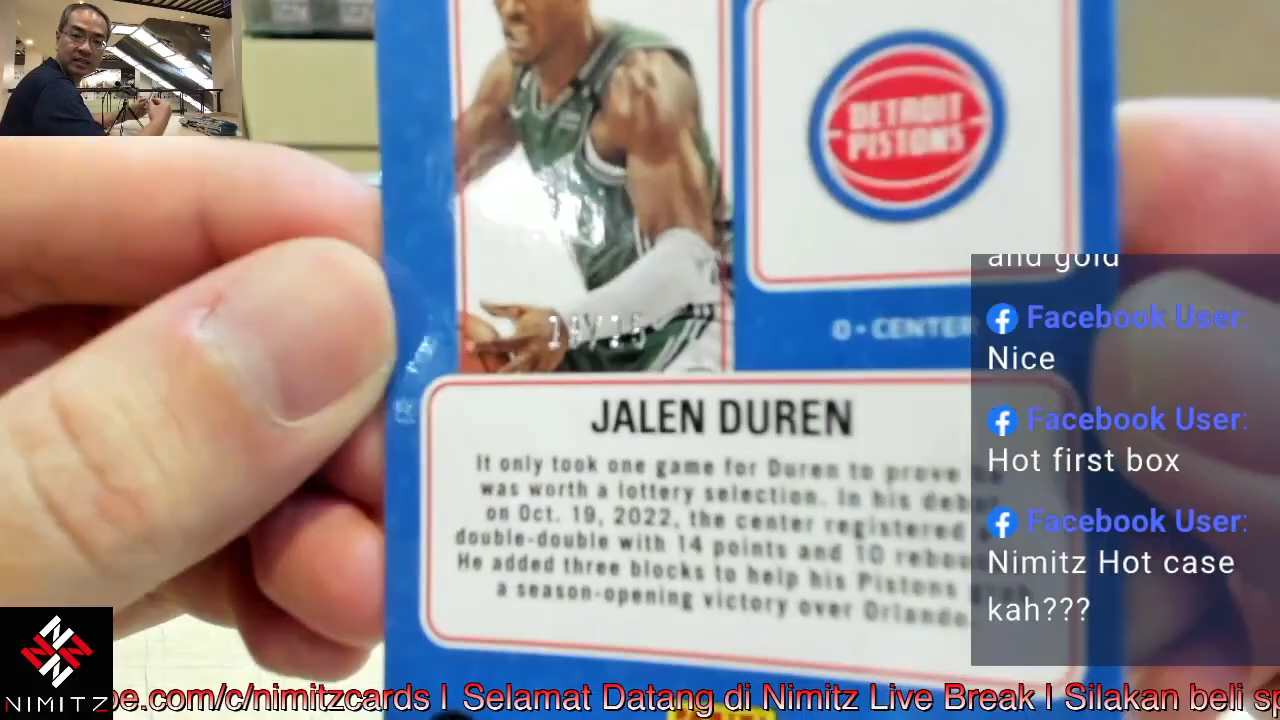 DETROIT
PISTONS
0 - CENTER
JALEN DUREN
It only took one game for Duren to prove
was worth a lottery selection. In his debut
on Oct. 19, 2022, the center registered a
double-double with 14 points and 10 rebou
He added three blocks to help his Pistons
a season-opening victory over Orlando.
and gold
Facebook User:
Nice
Facebook User:
Hot first box
Facebook User:
Nimitz Hot case
kah???
NIMITZ
be.com/c/nimitzcards I Selamat Datang di Nimitz Live Break I Silakan beli sp